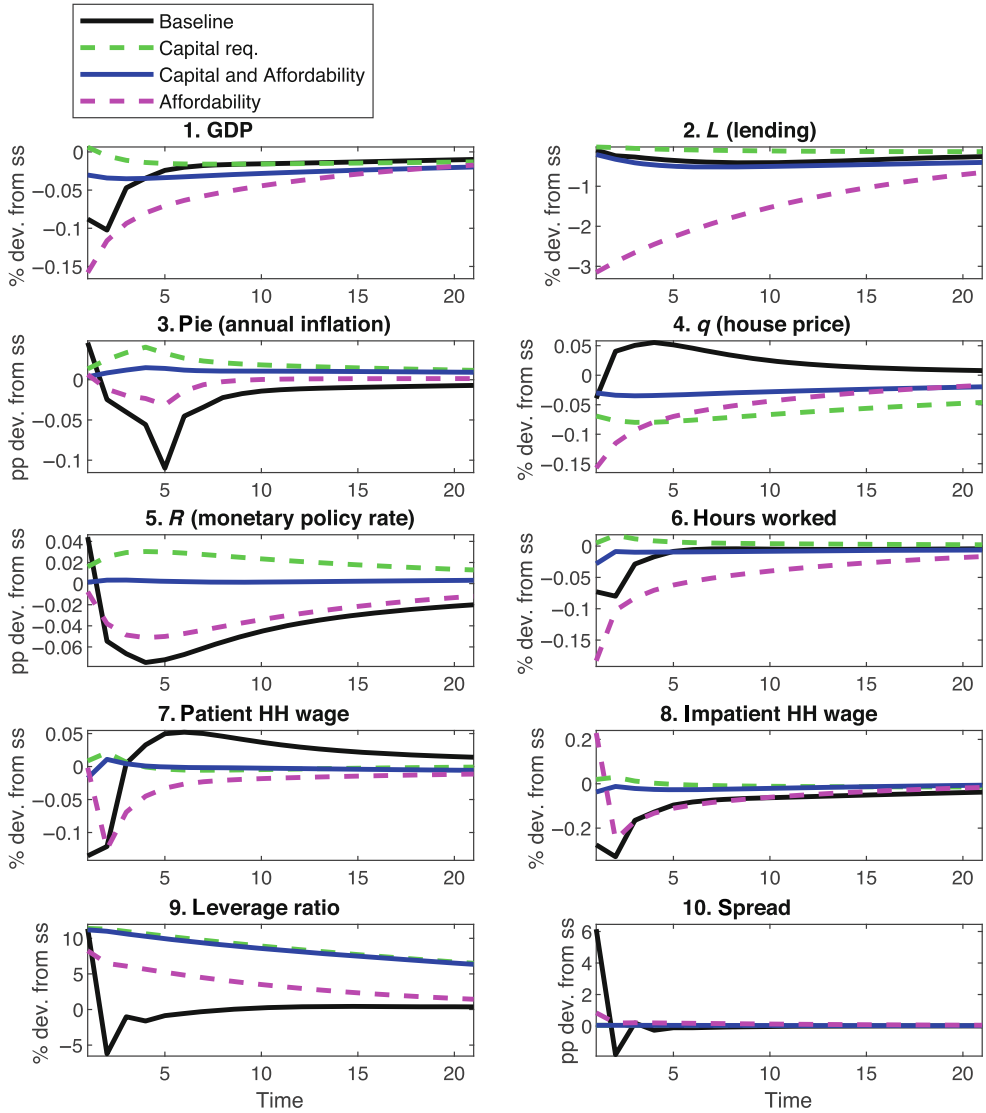 Baseline
Capital req.
Capital and Affordability
Affordability
1. GDP
% dev. from ss
0
−0.05
−0.1
−0.15
5 10 15 20
2. L (lending)
% dev. from ss
−1
−2
−3
5 10 15 20
3. Pie (annual inflation)
pp dev. from ss
0
−0.05
−0.1
5 10 15 20
4. q (house price)
% dev. from ss
0.05
0
−0.05
−0.1
−0.15
5 10 15 20
5. R (monetary policy rate)
pp dev. from ss
0.04
0.02
0
−0.02
−0.04
−0.06
5 10 15 20
6. Hours worked
% dev. from ss
0
−0.05
−0.1
−0.15
5 10 15 20
7. Patient HH wage
% dev. from ss
0.05
0
−0.05
−0.1
5 10 15 20
8. Impatient HH wage
% dev. from ss
0.2
0
−0.2
5 10 15 20
9. Leverage ratio
% dev. from ss
10
5
0
−5
5 10 15 20
Time
10. Spread
pp dev. from ss
6
4
2
0
5 10 15 20
Time